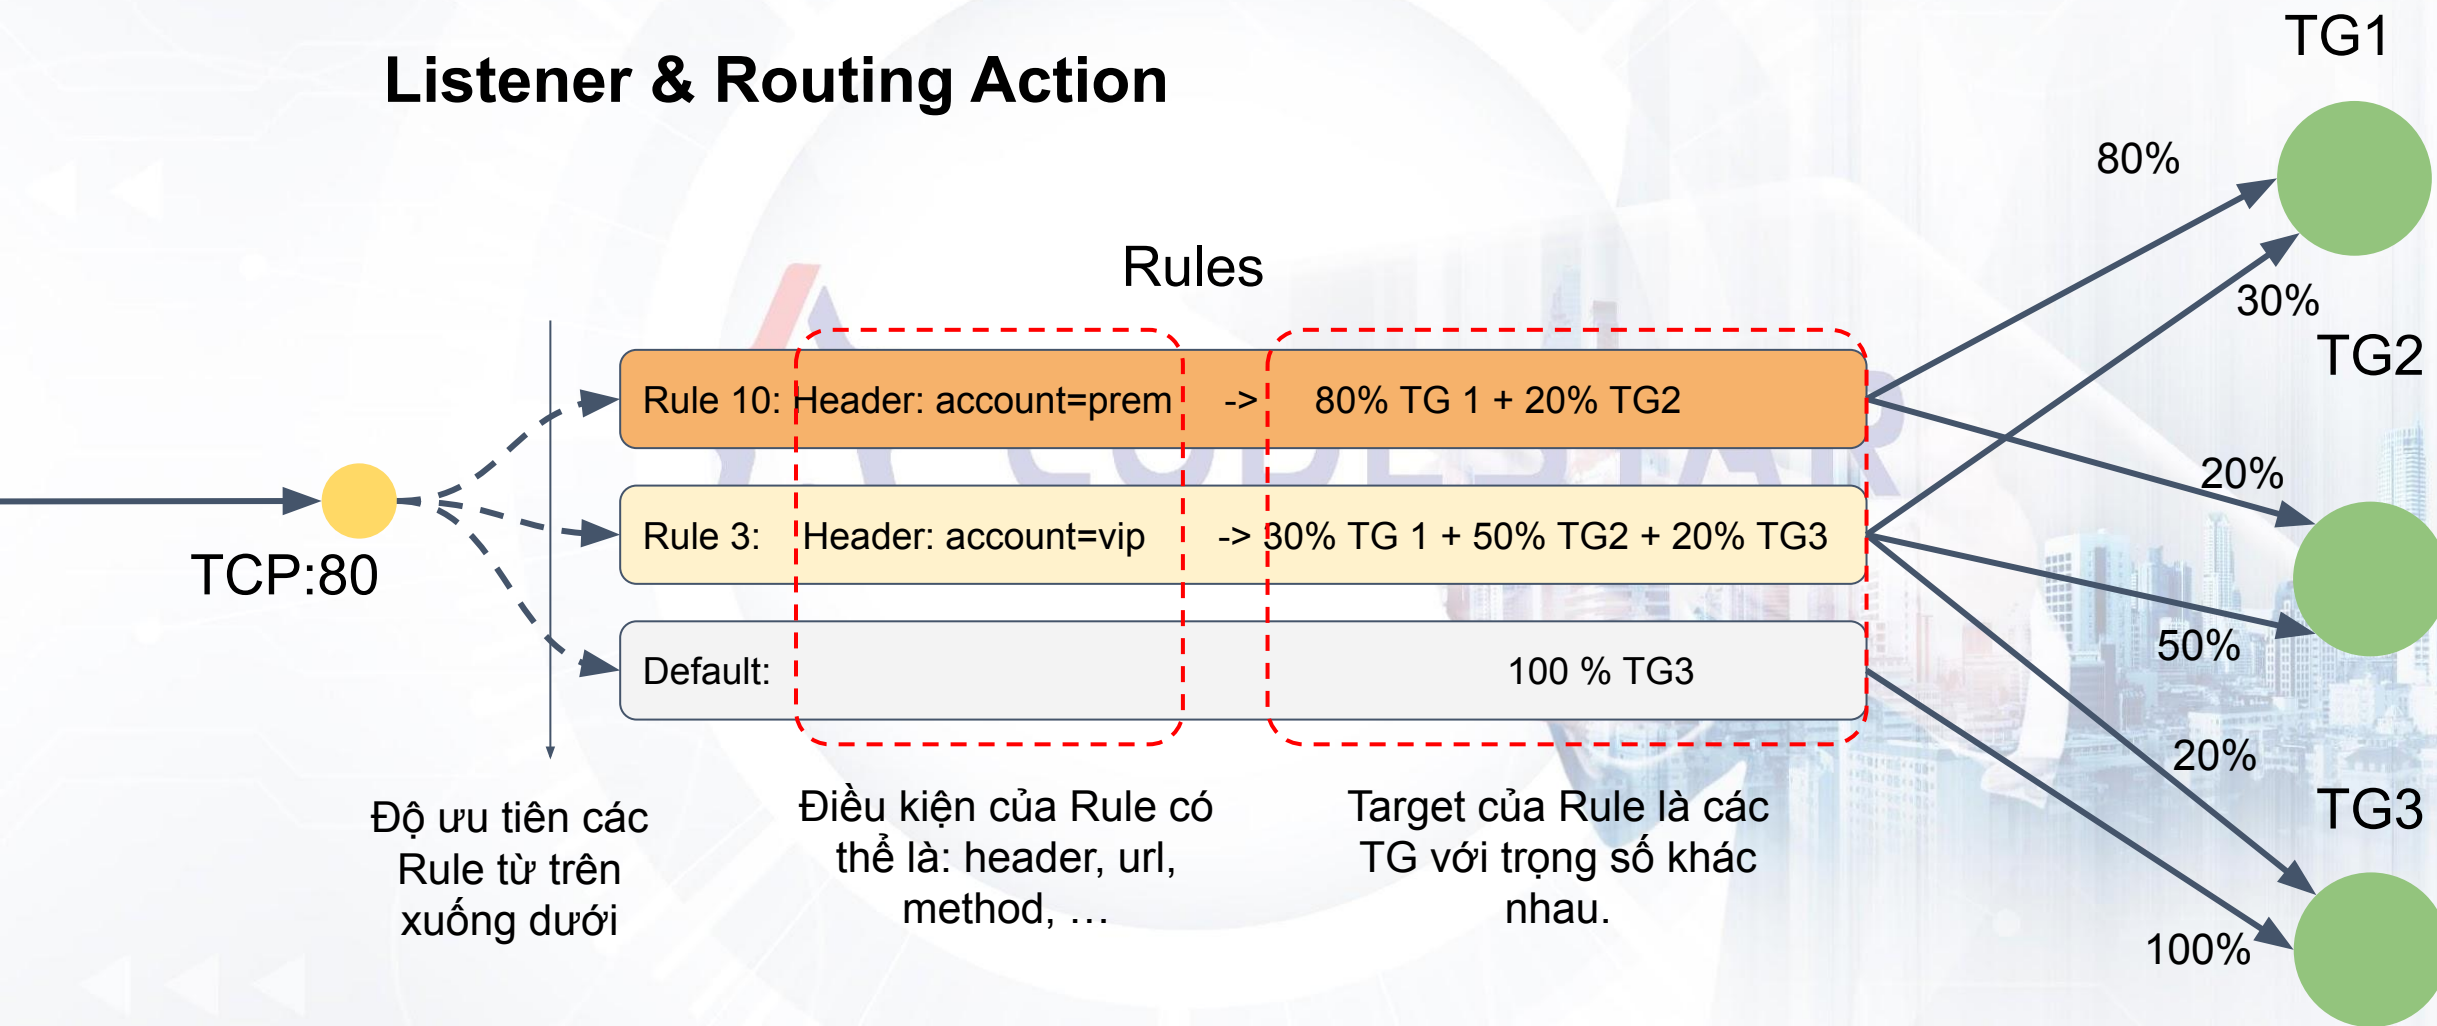 Listener & Routing Action
TG1
80%
Rules
30%
TG2
Rule 10: Header: account=prem -> 80% TG 1 + 20% TG2
CODESTAR
20%
Rule 3: Header: account=vip -> 30% TG 1 + 50% TG2 + 20% TG3
TCP:80
50%
Default: 100 % TG3
20%
TG3
Độ ưu tiên các
Rule từ trên
xuống dưới
Điều kiện của Rule có
thể là: header, url,
method, …
Target của Rule là các
TG với trọng số khác
nhau.
100%